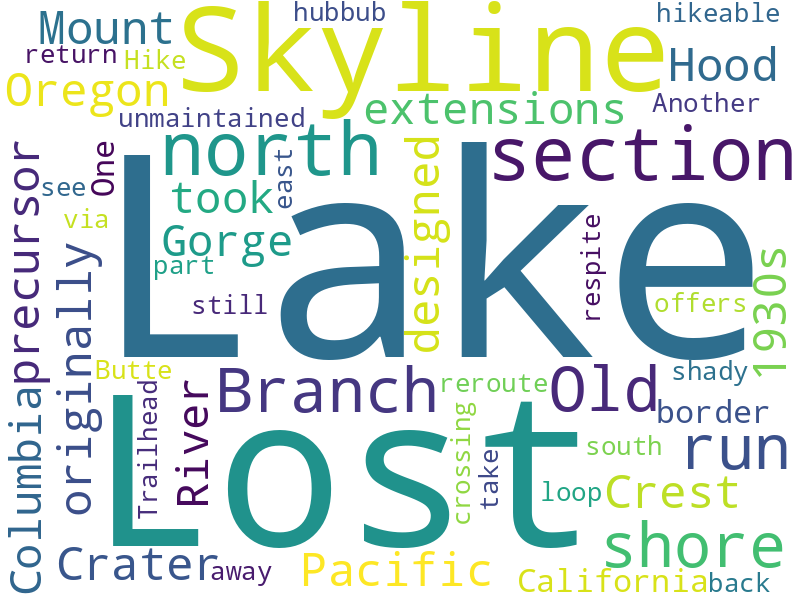 hubbub
hikeable
Mount
Skyline
return
Hike
Hood
Oregon
extensions
Another
unmaintained
north
section
One
east
took
designed
see
precursor
Lake
via
Gorge
respite
part
originally
still
offers
1930s
Butte
shady
Branch
reroute
Old
border
Columbia
Trailhead
River
crossing
take
south
run
Lost
loop
Crest
shore
Crater
away
Pacific
California
back